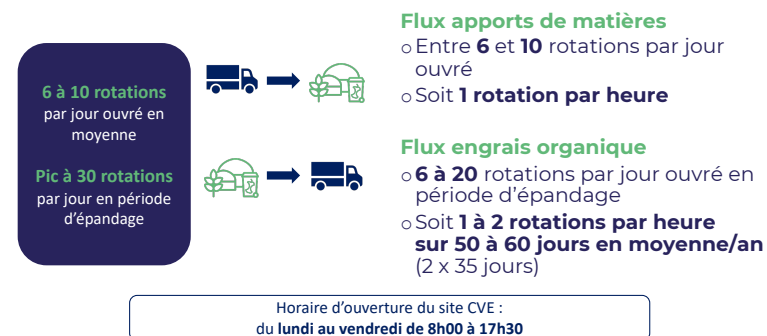 6 à 10 rotations
par jour ouvré en
moyenne
Pic à 30 rotations
par jour en période
d'épandage
Flux apports de matières
o Entre 6 et 10 rotations par jour
ouvré
o Soit 1 rotation par heure
Flux engrais organique
o 6 à 20 rotations par jour ouvré en
période d'épandage
o Soit 1 à 2 rotations par heure
sur 50 à 60 jours en moyenne/an
(2 x 35 jours)
Horaire d'ouverture du site CVE :
du lundi au vendredi de 8h00 à 17h30